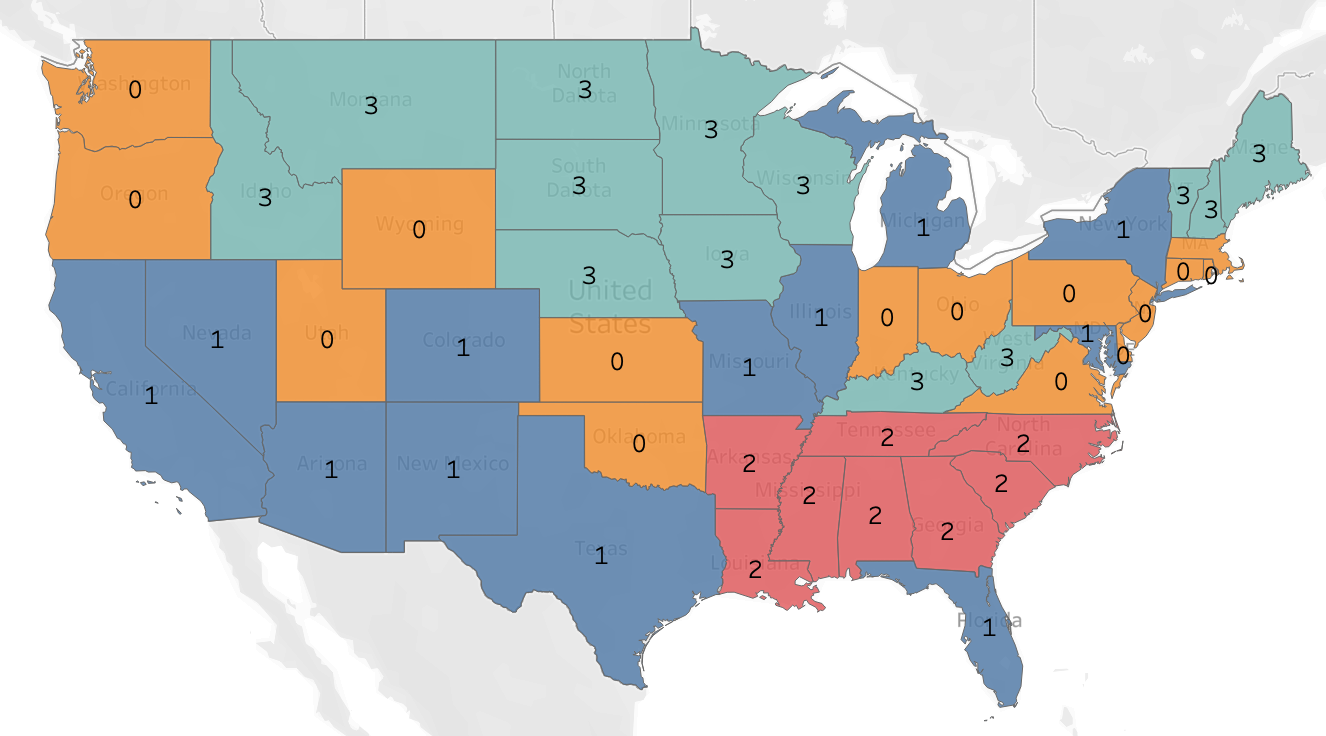 Washington
0
Montana
3
North
Dakota
3
Minnesota
3
Oregon
0
Idaho
3
Wyoming
0
South
Dakota
3
Wisconsin
3
Michigan
1
New York
1
3
3
Maine
3
MA
0
0
Nevada
1
Utah
0
Colorado
1
3
United
States
Iowa
3
Illinois
1
0
Ohio
0
0
0
California
1
0
Missouri
1
Kentucky
3
West
Virginia
3
0
MD
1
0
Arizona
1
New Mexico
1
Oklahoma
0
Arkansas
2
Tennessee
2
North
Carolina
2
Mississippi
2
2
Georgia
2
2
Texas
1
Louisiana
2
Florida
1